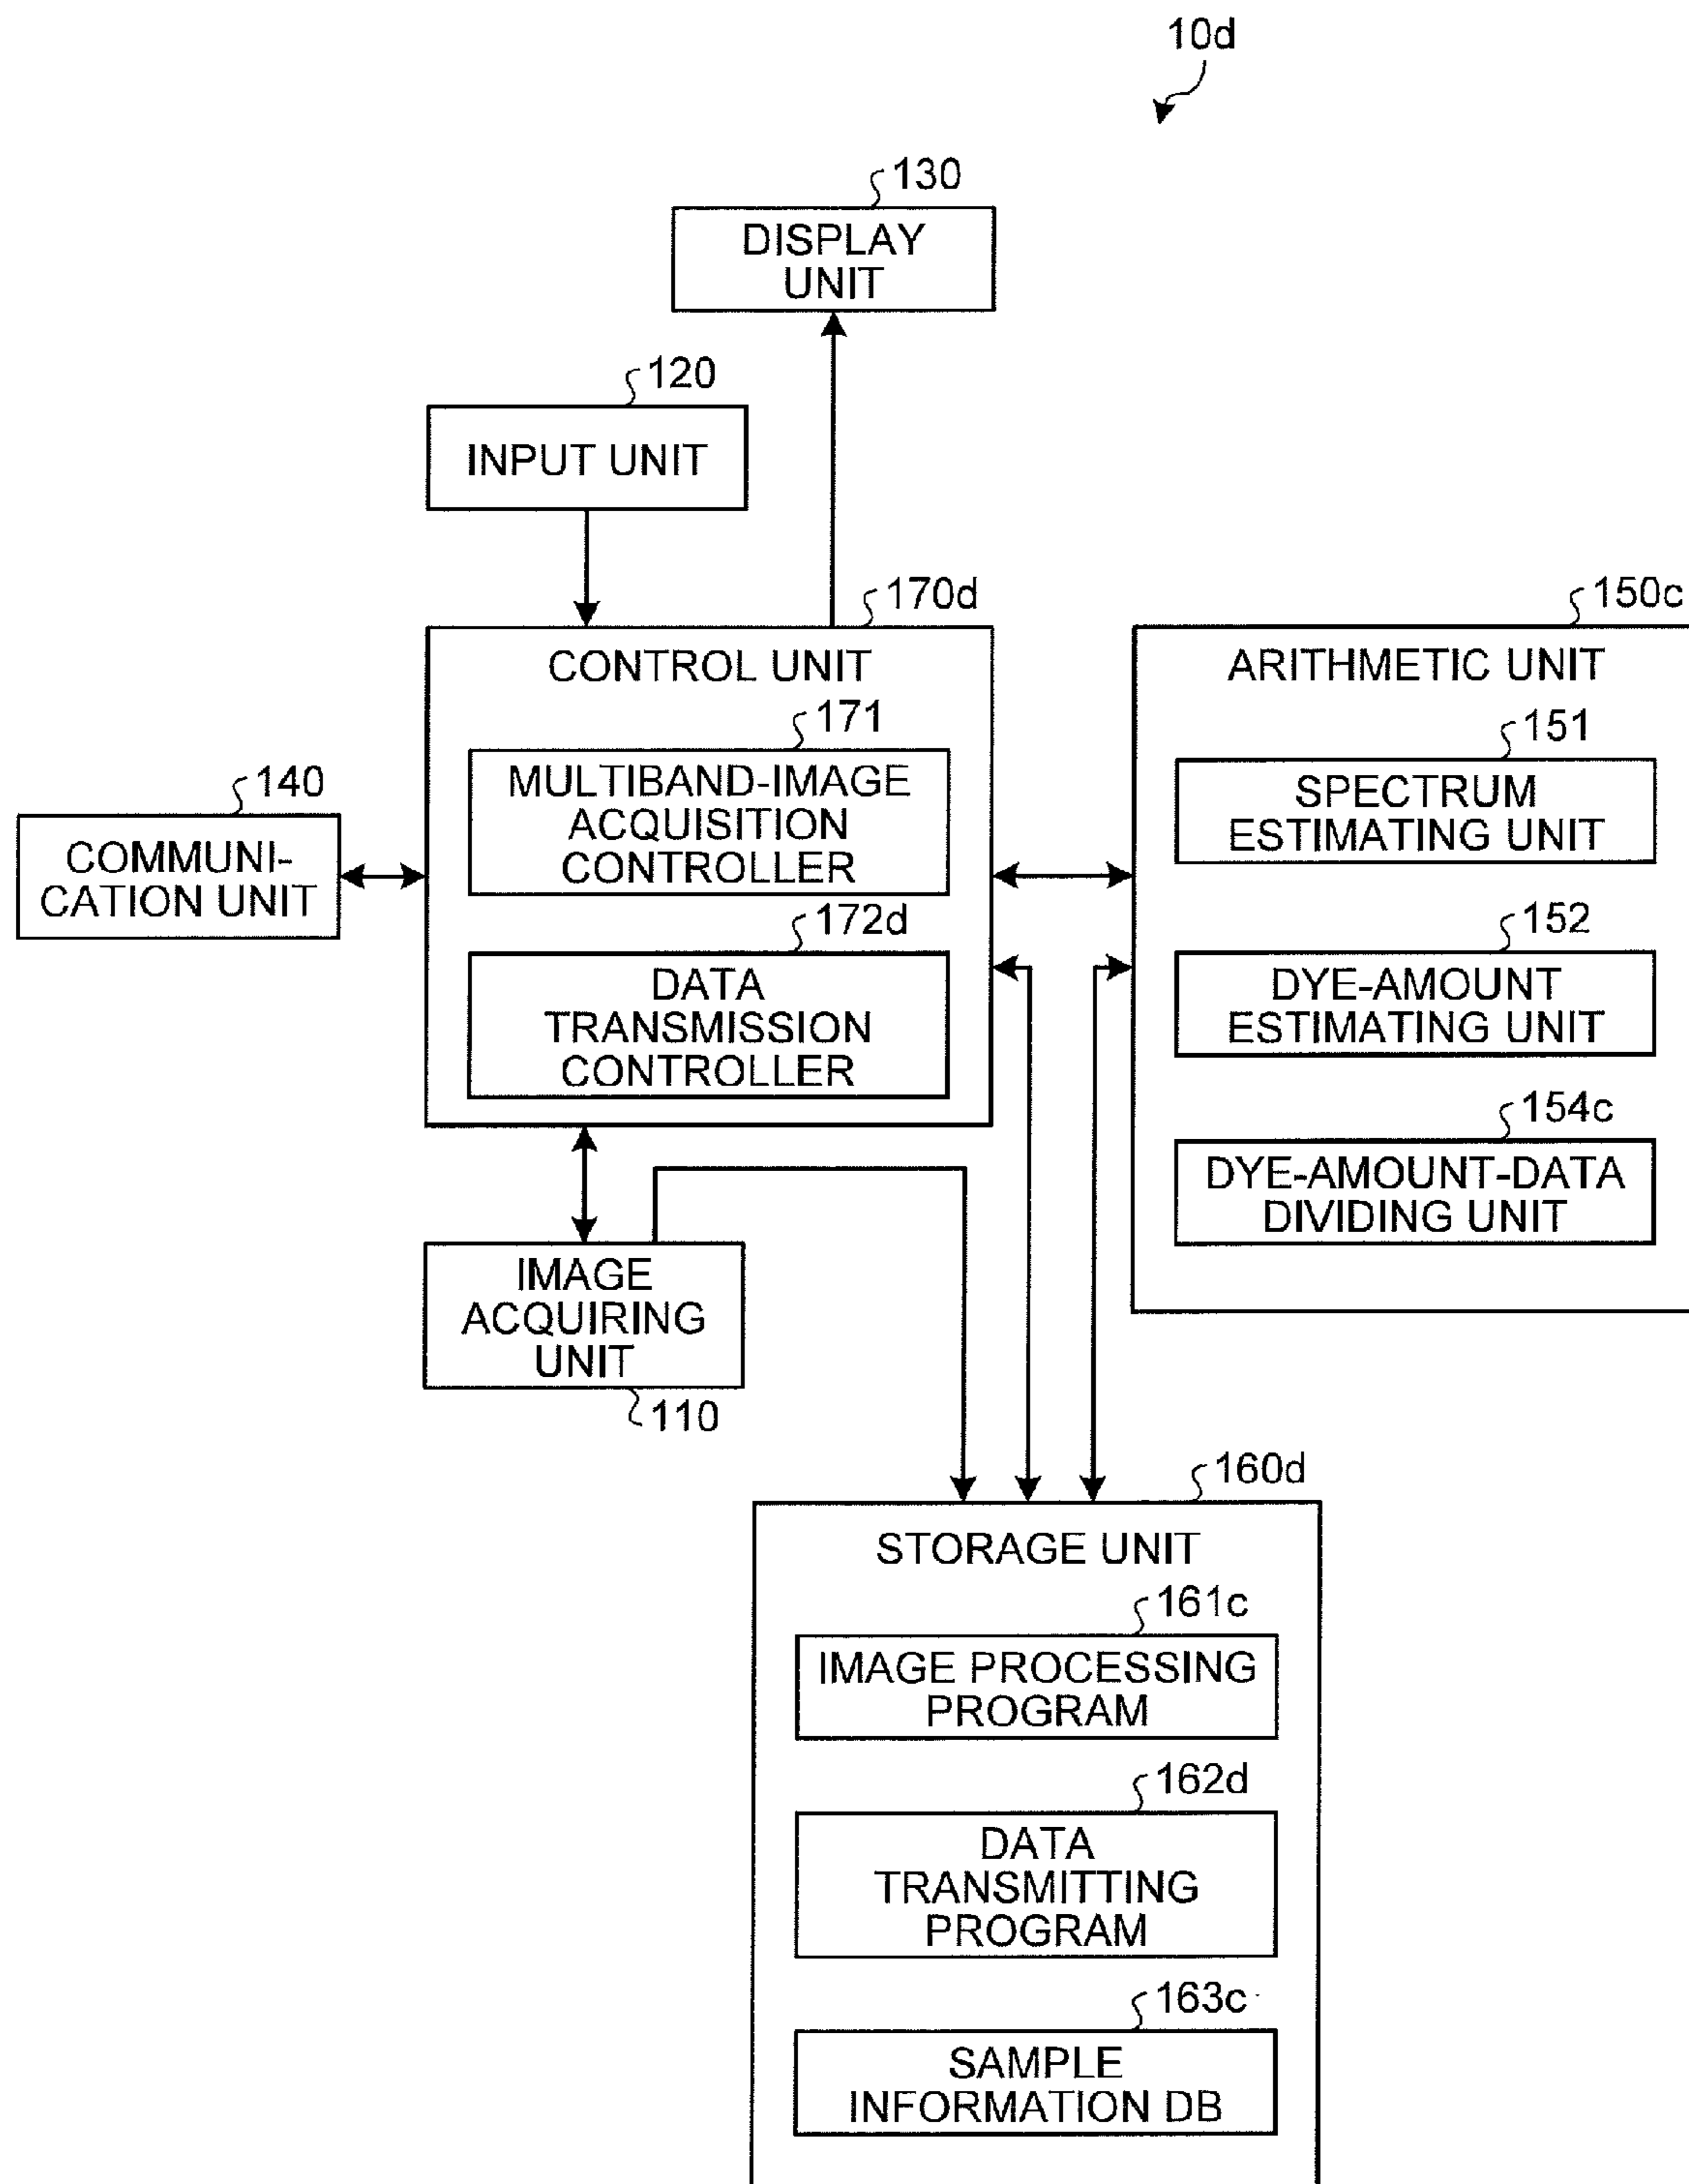 10d
130
DISPLAY
UNIT
120
INPUT UNIT
170d
CONTROL UNIT
171
MULTIBAND-IMAGE
ACQUISITION
CONTROLLER
172d
DATA
TRANSMISSION
CONTROLLER
140
COMMUNI-
CATION UNIT
150c
ARITHMETIC UNIT
151
SPECTRUM
ESTIMATING UNIT
152
DYE-AMOUNT
ESTIMATING UNIT
154c
DYE-AMOUNT-DATA
DIVIDING UNIT
IMAGE
ACQUIRING
UNIT
110
160d
STORAGE UNIT
161c
IMAGE PROCESSING
PROGRAM
162d
DATA
TRANSMITTING
PROGRAM
163c
SAMPLE
INFORMATION DB